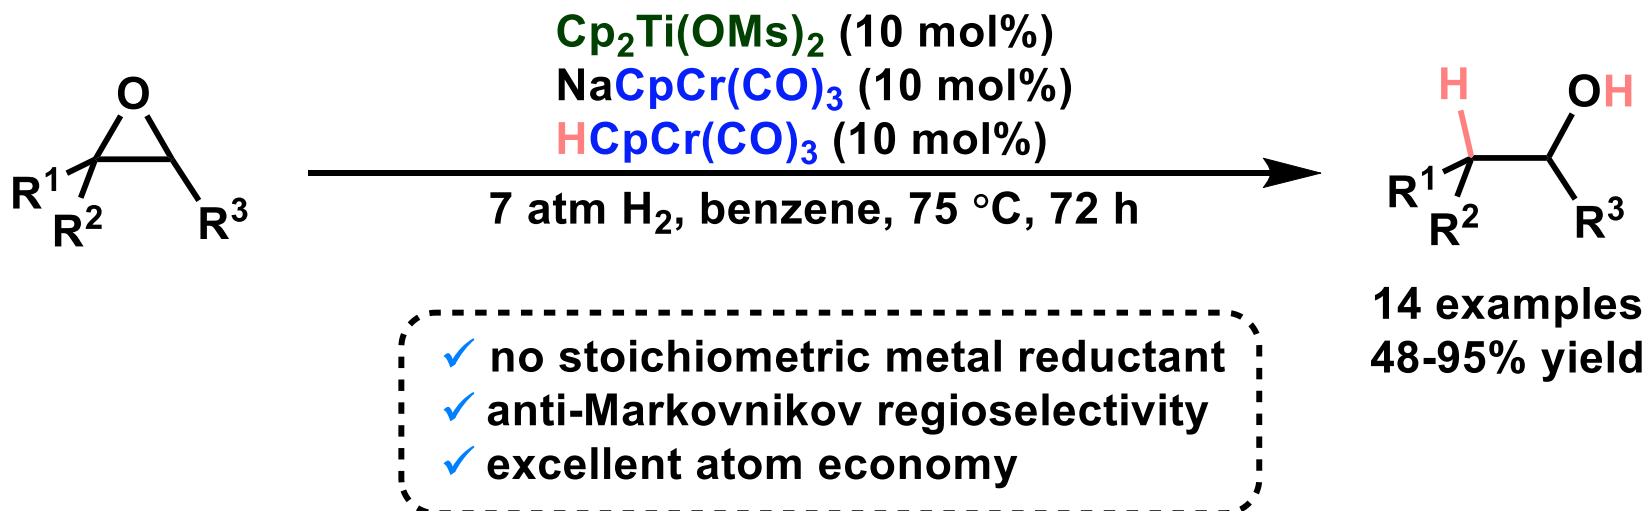 Cp₂Ti(OMs)₂ (10 mol%)
NaCpCr(CO)₃ (10 mol%)
HCpCr(CO)₃ (10 mol%)
7 atm H₂, benzene, 75 °C, 72 h
O
R¹
R²
R³
H
OH
R¹
R²
R³
14 examples
48-95% yield
✓ no stoichiometric metal reductant
✓ anti-Markovnikov regioselectivity
✓ excellent atom economy